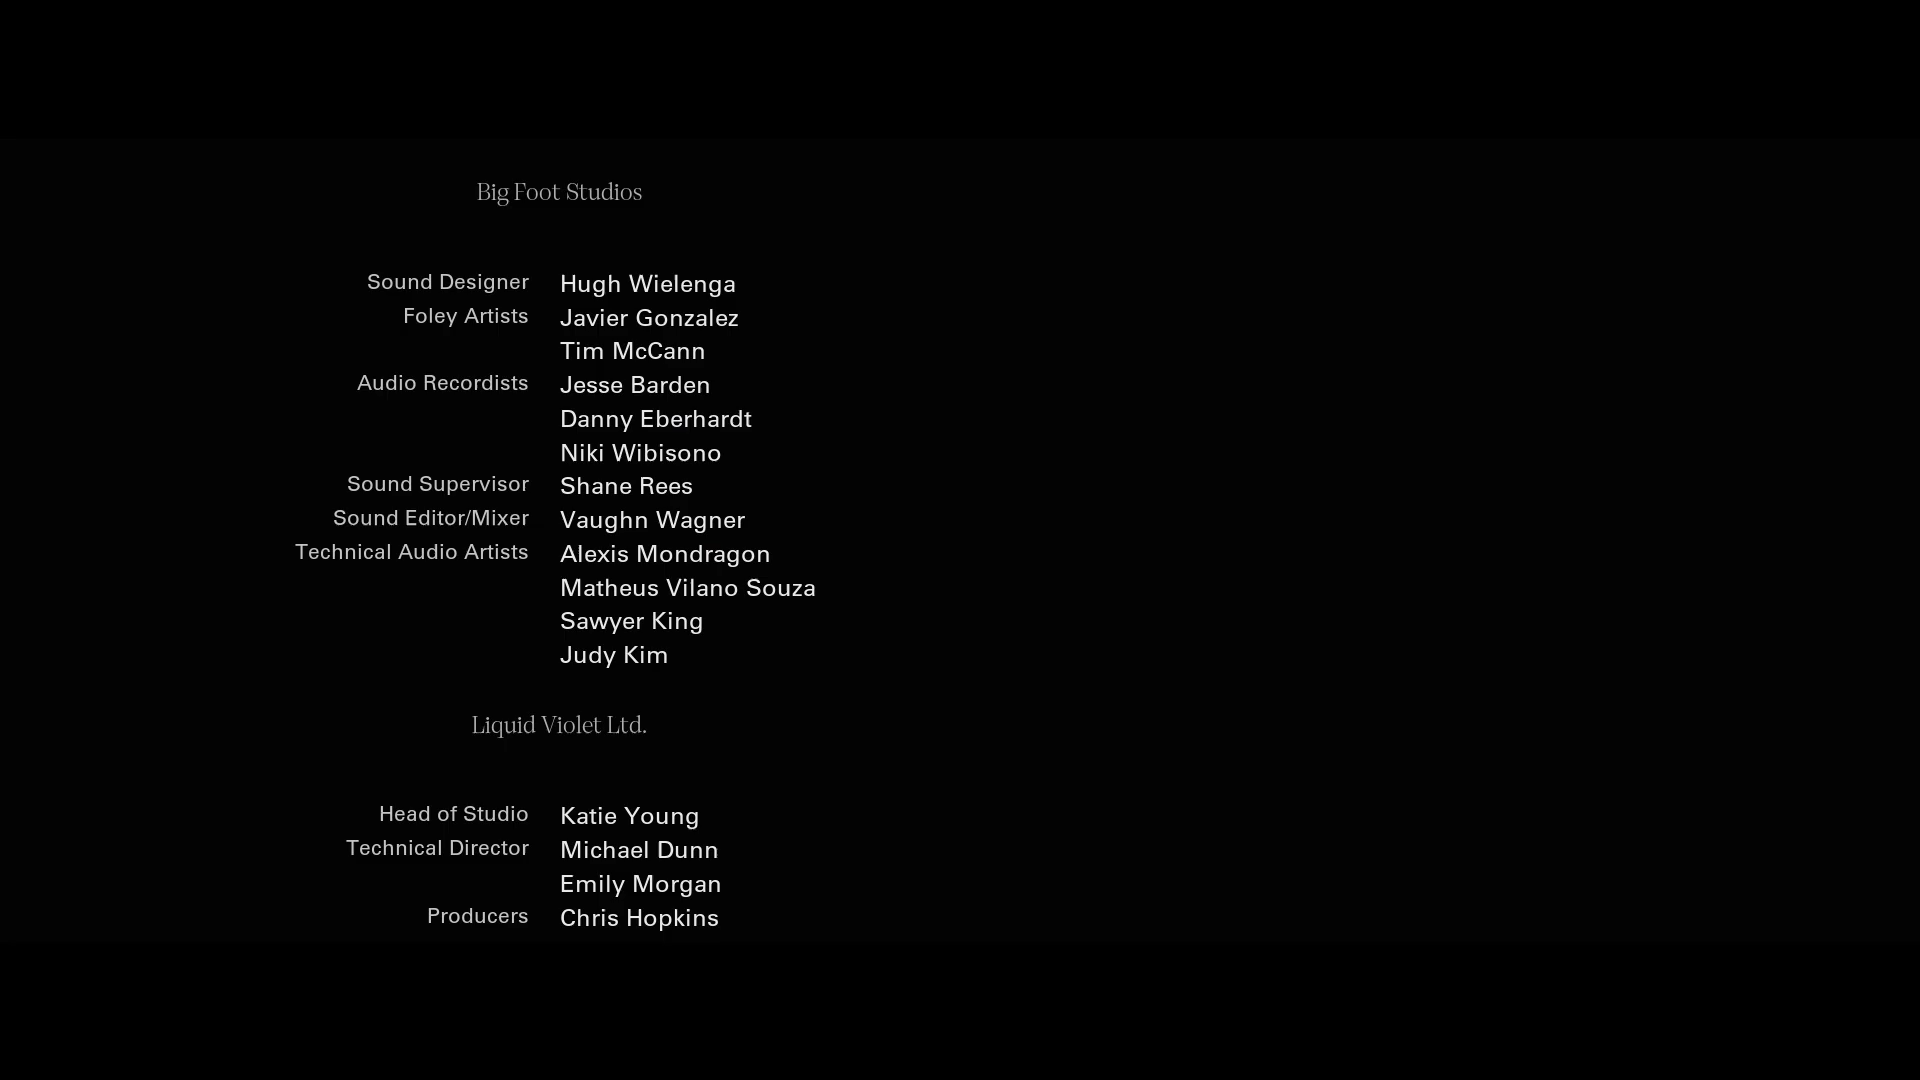 Big Foot Studios
Sound Designer Hugh Wielenga
Foley Artists Javier Gonzalez
Tim McCann
Audio Recordists Jesse Barden
Danny Eberhardt
Niki Wibisono
Sound Supervisor Shane Rees
Sound Editor/Mixer Vaughn Wagner
Technical Audio Artists Alexis Mondragon
Matheus Vilano Souza
Sawyer King
Judy Kim
Liquid Violet Ltd.
Head of Studio Katie Young
Technical Director Michael Dunn
Emily Morgan
Producers Chris Hopkins